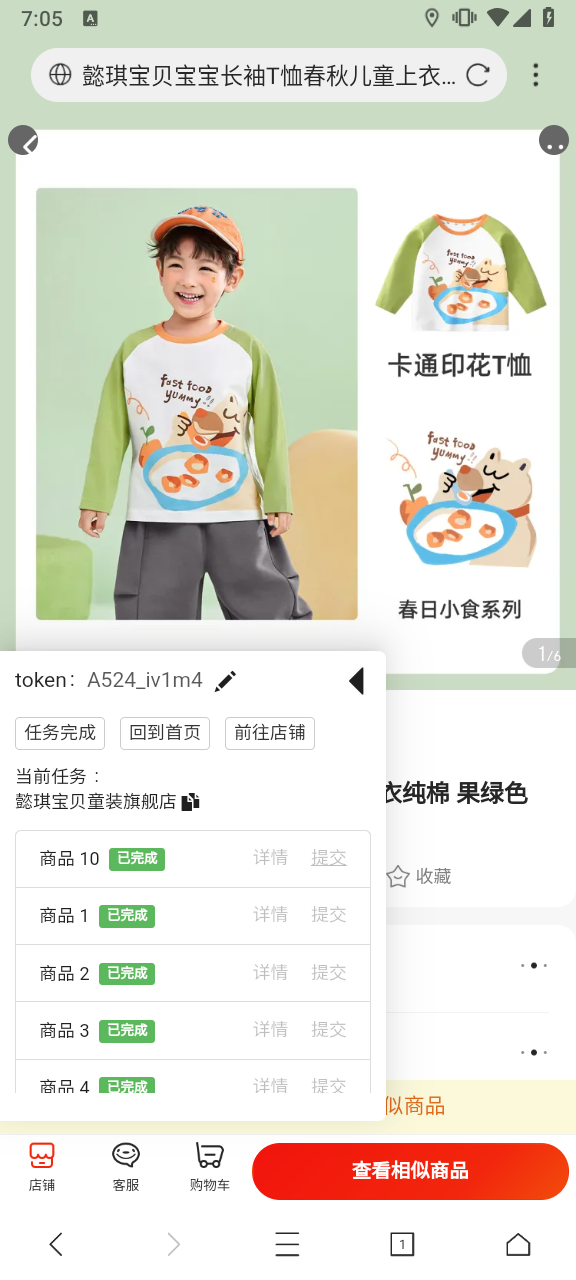 7:05
A
懿琪宝贝宝宝长袖T恤春秋儿童上衣...
fast food
yummy!!
fast food
yummy!!
卡通印花T恤
fast food
yummy!!
春日小食系列
1/6
token: A524_iv1m4
任务完成 回到首页 前往店铺
当前任务：
懿琪宝贝童装旗舰店
衣纯棉 果绿色
商品 10 已完成 详情 提交
收藏
商品 1 已完成 详情 提交
商品 2 已完成 详情 提交
商品 3 已完成 详情 提交
商品 4 已完成 详情 提交
似商品
店铺 客服 购物车 查看相似商品
1